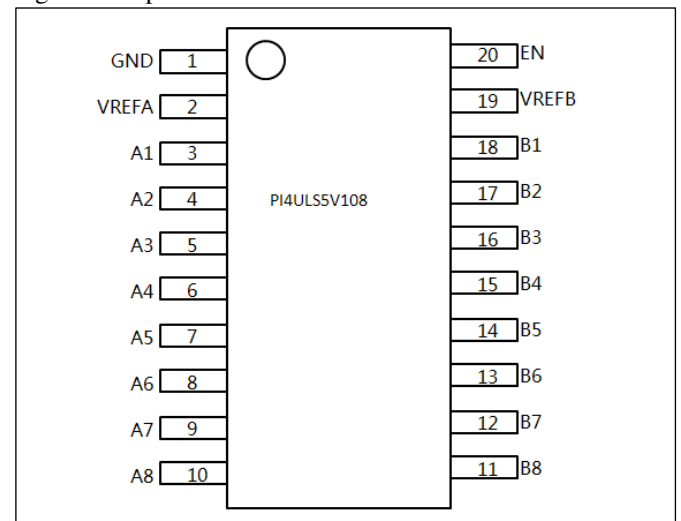 GND 1 20 EN
VREFA 2 19 VREFB
A1 3 18 B1
A2 4 PI4ULS5V108 17 B2
A3 5 16 B3
A4 6 15 B4
A5 7 14 B5
A6 8 13 B6
A7 9 12 B7
A8 10 11 B8